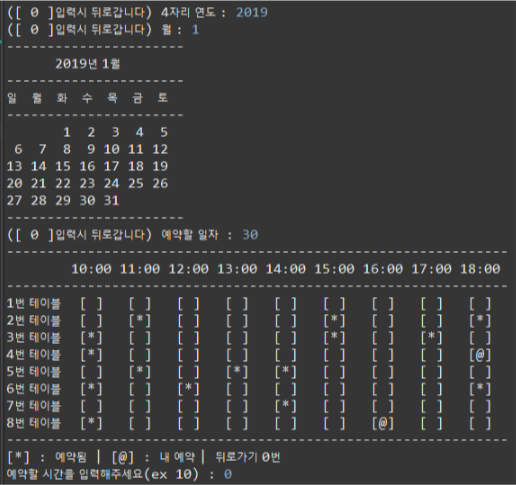 ([ 0 ]입력시 뒤로갑니다) 4자리 연도 : 2019
([ 0 ]입력시 뒤로갑니다) 월 : 1
-----------------------
2019년 1월
-----------------------
일 월 화 수 목 금 토
-----------------------
1 2 3 4 5
6 7 8 9 10 11 12
13 14 15 16 17 18 19
20 21 22 23 24 25 26
27 28 29 30 31
-----------------------
([ 0 ]입력시 뒤로갑니다) 예약할 일자 : 30
-----------------------------------------------------------------
10:00 11:00 12:00 13:00 14:00 15:00 16:00 17:00 18:00
-----------------------------------------------------------------
1번 테이블 [ ] [ ] [ ] [ ] [ ] [ ] [ ] [ ] [ ]
2번 테이블 [ ] [*] [ ] [ ] [ ] [*] [ ] [ ] [*]
3번 테이블 [*] [ ] [ ] [ ] [ ] [*] [ ] [*] [ ]
4번 테이블 [*] [ ] [ ] [ ] [ ] [ ] [ ] [ ] [@]
5번 테이블 [ ] [*] [ ] [*] [*] [ ] [ ] [ ] [ ]
6번 테이블 [*] [ ] [*] [ ] [ ] [ ] [ ] [ ] [*]
7번 테이블 [ ] [ ] [ ] [ ] [*] [ ] [ ] [ ] [ ]
8번 테이블 [*] [ ] [ ] [ ] [ ] [ ] [@] [ ] [ ]
-----------------------------------------------------------------
[*] : 예약됨 | [@] : 내 예약 | 뒤로가기 0번
예약할 시간을 입력해주세요(ex 10) : 0